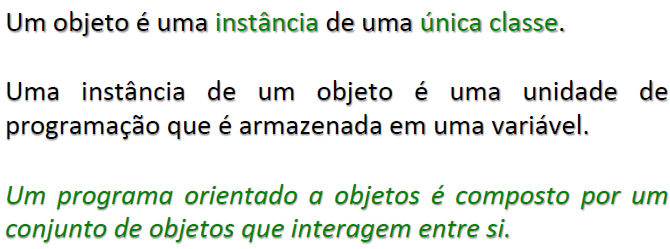 Um objeto é uma instância de uma única classe.
Uma instância de um objeto é uma unidade de
programação que é armazenada em uma variável.
Um programa orientado a objetos é composto por um
conjunto de objetos que interagem entre si.